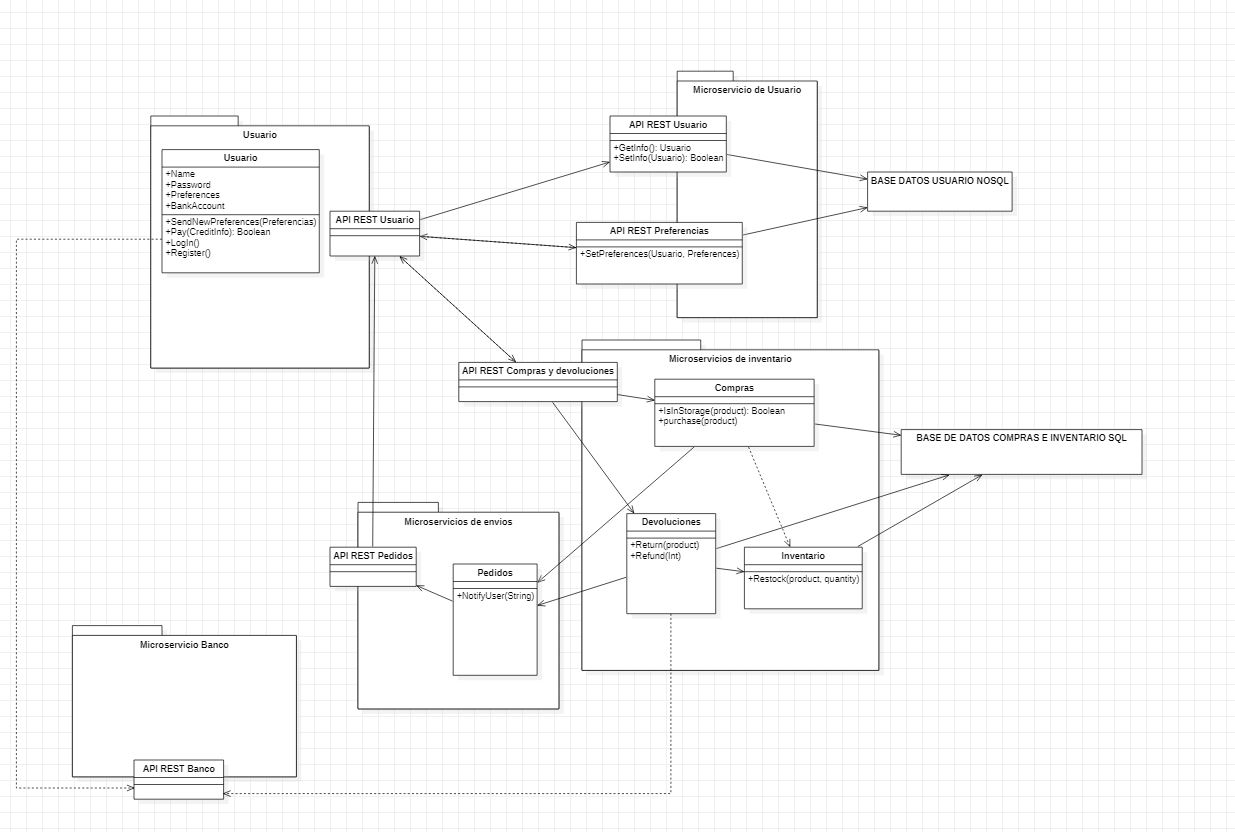 Microservicio de Usuario
API REST Usuario
+GetInfo(): Usuario
+SetInfo(Usuario): Boolean
Usuario
Usuario
+Name
+Password
+Preferences
+BankAccount
+SendNewPreferences(Preferencias)
+Pay(CreditInfo): Boolean
+LogIn()
+Register()
API REST Usuario
BASE DATOS USUARIO NOSQL
API REST Preferencias
+SetPreferences(Usuario, Preferences)
Microservicios de inventario
API REST Compras y devoluciones
Compras
+IsInStorage(product): Boolean
+purchase(product)
BASE DE DATOS COMPRAS E INVENTARIO SQL
Microservicios de envios
API REST Pedidos
Pedidos
+NotifyUser(String)
Devoluciones
+Return(product)
+Refund(Int)
Inventario
+Restock(product, quantity)
Microservicio Banco
API REST Banco